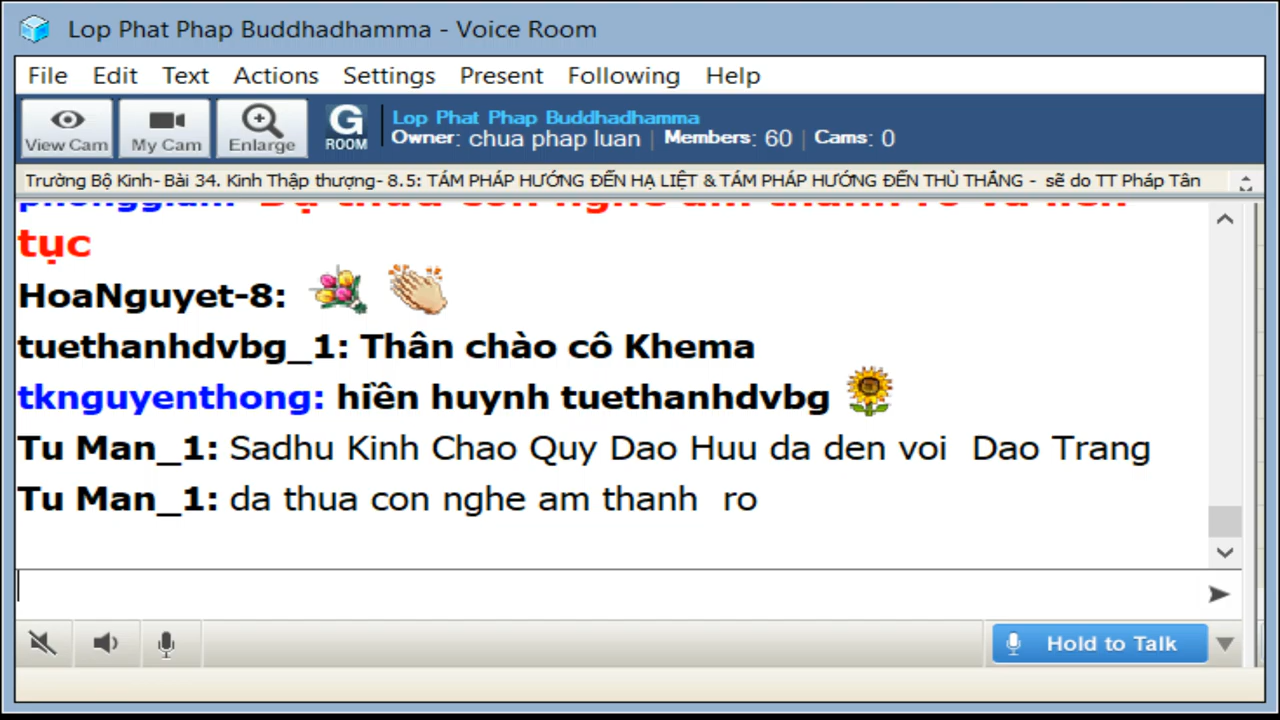 Lop Phat Phap Buddhadhamma - Voice Room
File Edit Text Actions Settings Present Following Help
View Cam My Cam Enlarge G ROOM
Lop Phat Phap Buddhadhamma
Owner: chua phap luan | Members: 60 | Cams: 0
Trường Bộ Kinh- Bài 34. Kinh Thập thượng- 8.5: TÁM PHÁP HƯỚNG ĐẾN HẠ LIỆT & TÁM PHÁP HƯỚNG ĐẾN THÙ THẮNG - sẽ do TT Pháp Tân
tục
HoaNguyet-8:
tuethanhdvbg_1: Thân chào cô Khema
tknguyenthong: hiền huynh tuethanhdvbg
Tu Man_1: Sadhu Kinh Chao Quy Dao Huu da den voi Dao Trang
Tu Man_1: da thua con nghe am thanh ro
Hold to Talk